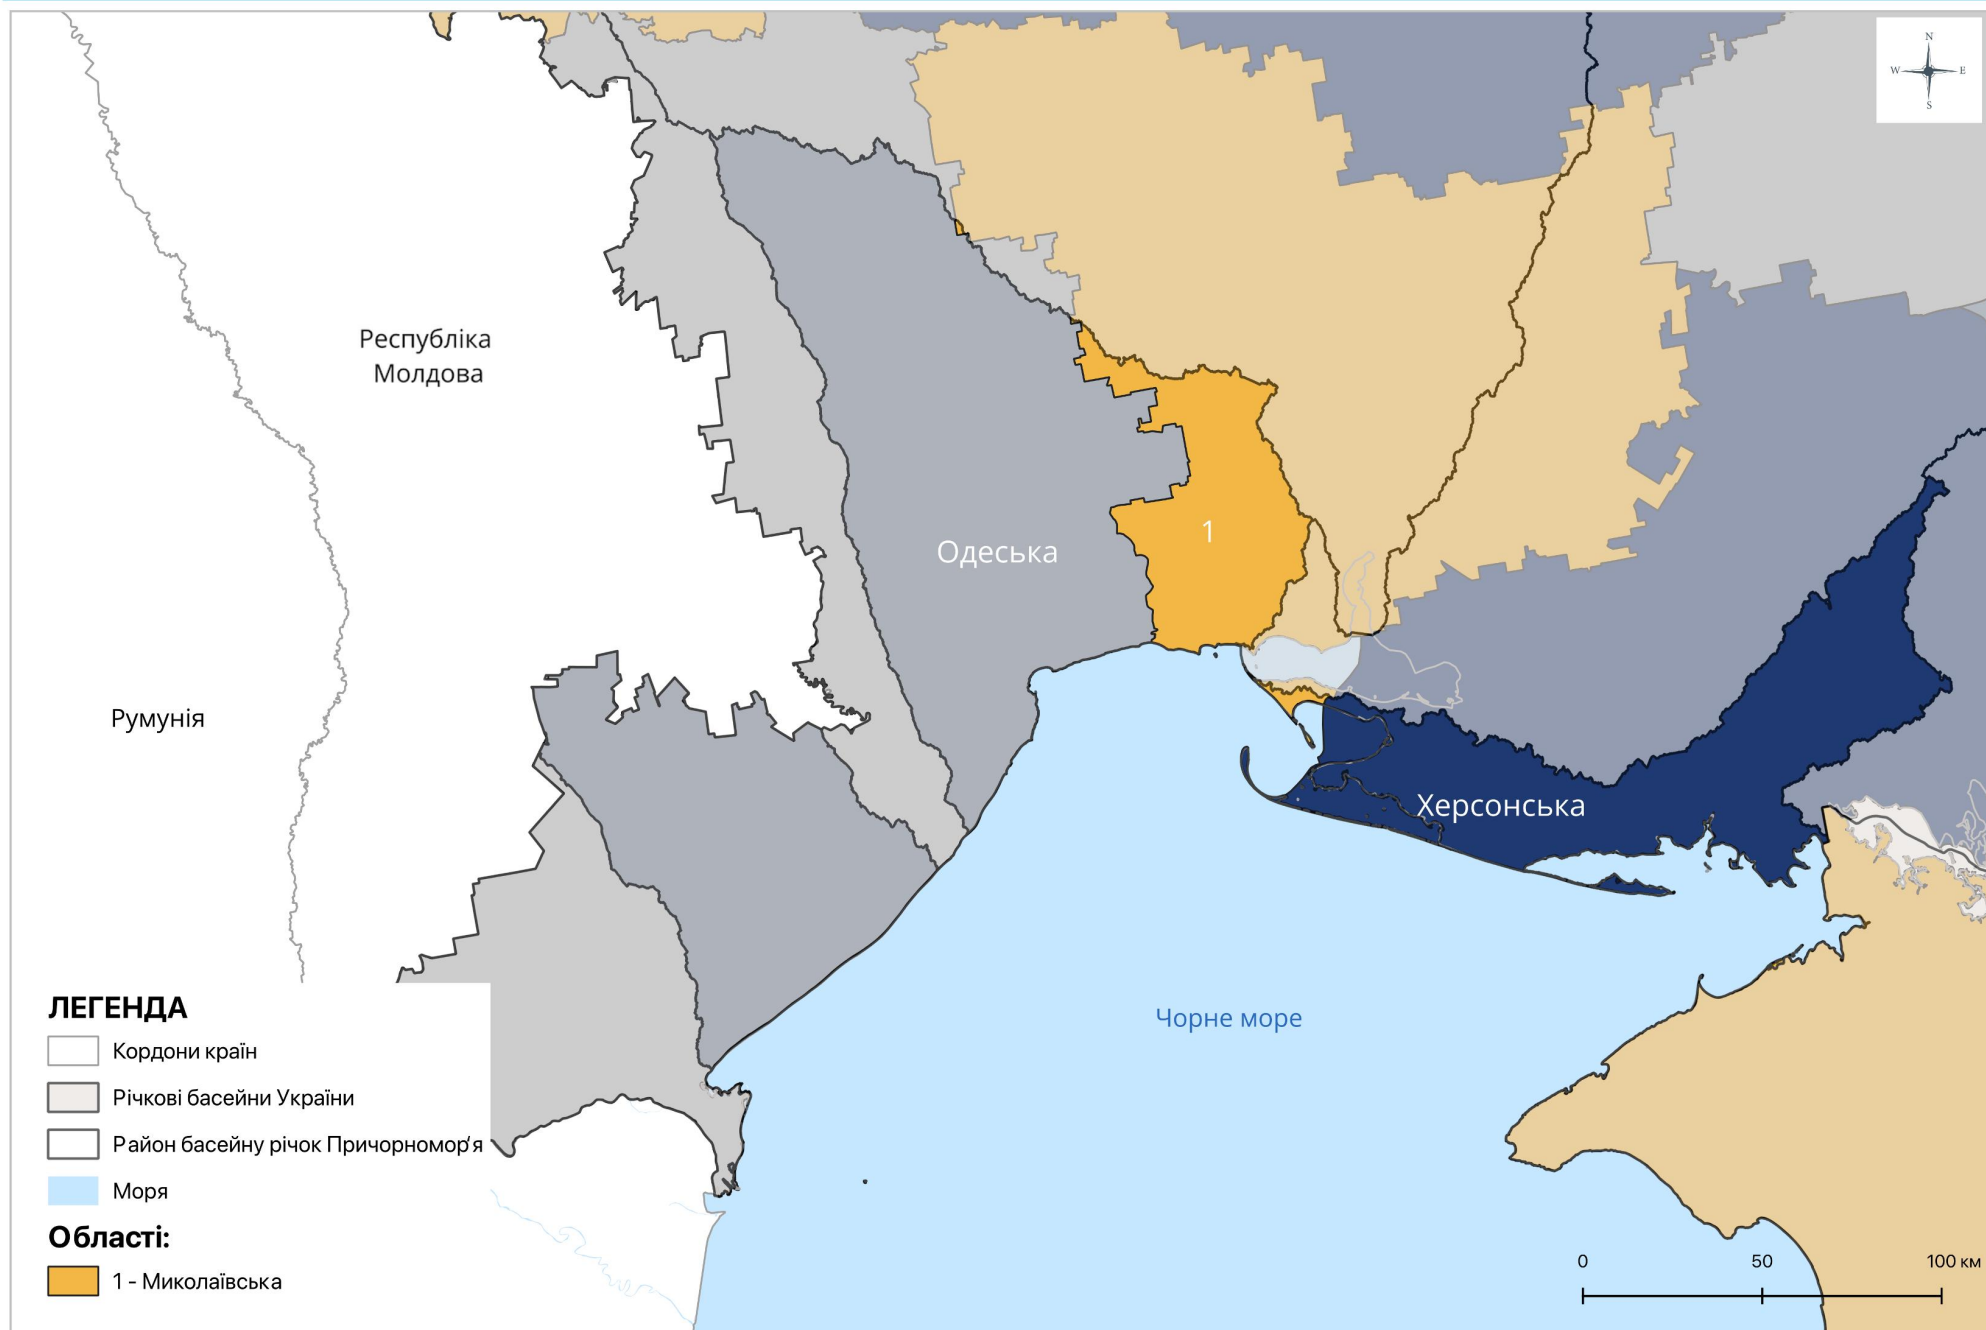 N
W E
S
Республіка
Молдова
1
Одеська
Румунія
Херсонська
Чорне море
ЛЕГЕНДА
Кордони країн
Річкові басейни України
Район басейну річок Причорномор'я
Моря
Області:
1 - Миколаївська
0 50 100 км